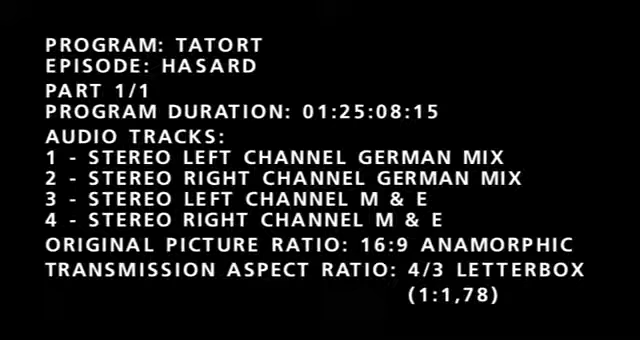 PROGRAM: TATORT
EPISODE: HASARD
PART 1/1
PROGRAM DURATION: 01:25:08:15
AUDIO TRACKS:
1 - STEREO LEFT CHANNEL GERMAN MIX
2 - STEREO RIGHT CHANNEL GERMAN MIX
3 - STEREO LEFT CHANNEL M & E
4 - STEREO RIGHT CHANNEL M & E
ORIGINAL PICTURE RATIO: 16:9 ANAMORPHIC
TRANSMISSION ASPECT RATIO: 4/3 LETTERBOX
(1:1,78)